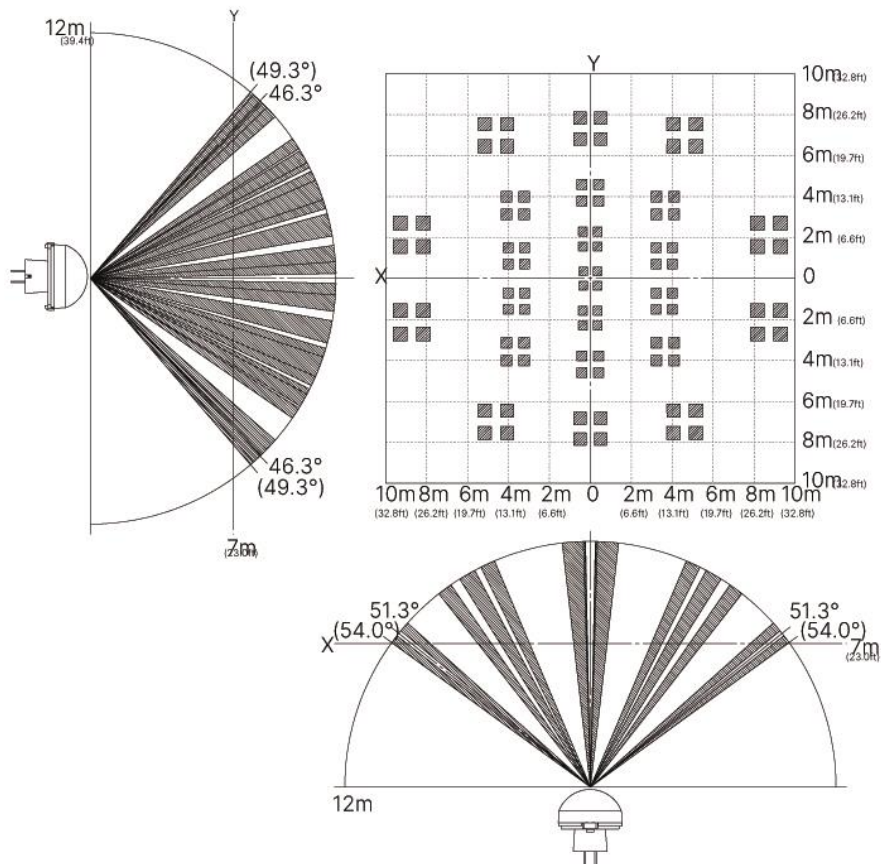 12m
(39.4ft)
Y
(49.3°)
46.3°
46.3°
(49.3°)
7m
(23.0ft)
Y
X
10m(32.8ft)
8m(26.2ft)
6m(19.7ft)
4m(13.1ft)
2m(6.6ft)
0
2m(6.6ft)
4m(13.1ft)
6m(19.7ft)
8m(26.2ft)
10m(32.8ft)
10m 8m 6m 4m 2m 0 2m 4m 6m 8m 10m
(32.8ft) (26.2ft) (19.7ft) (13.1ft) (6.6ft) (6.6ft) (13.1ft) (19.7ft) (26.2ft) (32.8ft)
51.3°
(54.0°)
51.3°
(54.0°)
X
7m
(23.0ft)
12m